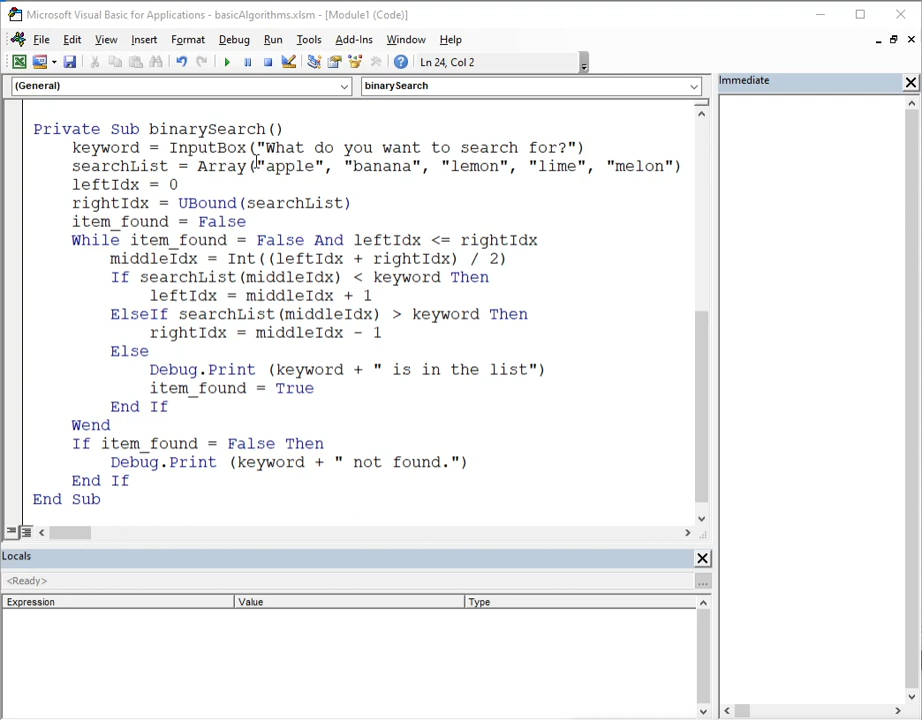 Microsoft Visual Basic for Applications - basicAlgorithms.xlsm - [Module1 (Code)]
File Edit View Insert Format Debug Run Tools Add-Ins Window Help
Ln 24, Col 2
(General) binarySearch
Immediate
Private Sub binarySearch()
keyword = InputBox("What do you want to search for?")
searchList = Array("apple", "banana", "lemon", "lime", "melon")
leftIdx = 0
rightIdx = UBound(searchList)
item_found = False
While item_found = False And leftIdx <= rightIdx
middleIdx = Int((leftIdx + rightIdx) / 2)
If searchList(middleIdx) < keyword Then
leftIdx = middleIdx + 1
ElseIf searchList(middleIdx) > keyword Then
rightIdx = middleIdx - 1
Else
Debug.Print (keyword + " is in the list")
item_found = True
End If
Wend
If item_found = False Then
Debug.Print (keyword + " not found.")
End If
End Sub
Locals
<Ready>
...
Expression Value Type